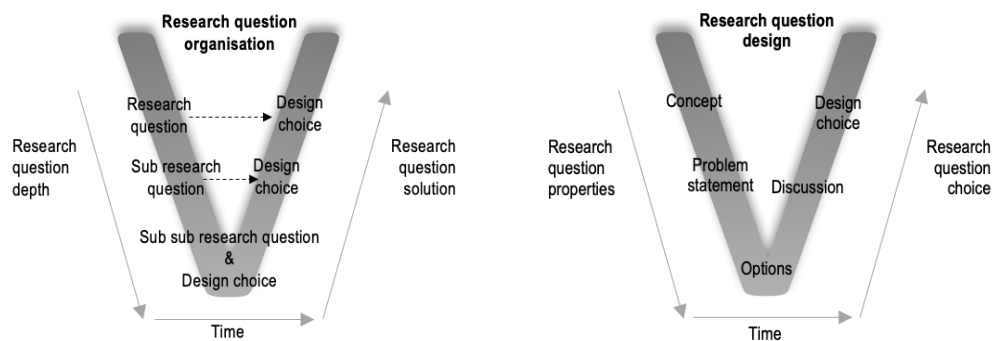 Research question
organisation
Research
question
Design
choice
Research
question
depth
Sub research
question
Design
choice
Research
question
solution
Sub sub research question
&
Design choice
Time
Research question
design
Concept
Design
choice
Research
question
properties
Problem
statement
Discussion
Research
question
choice
Options
Time